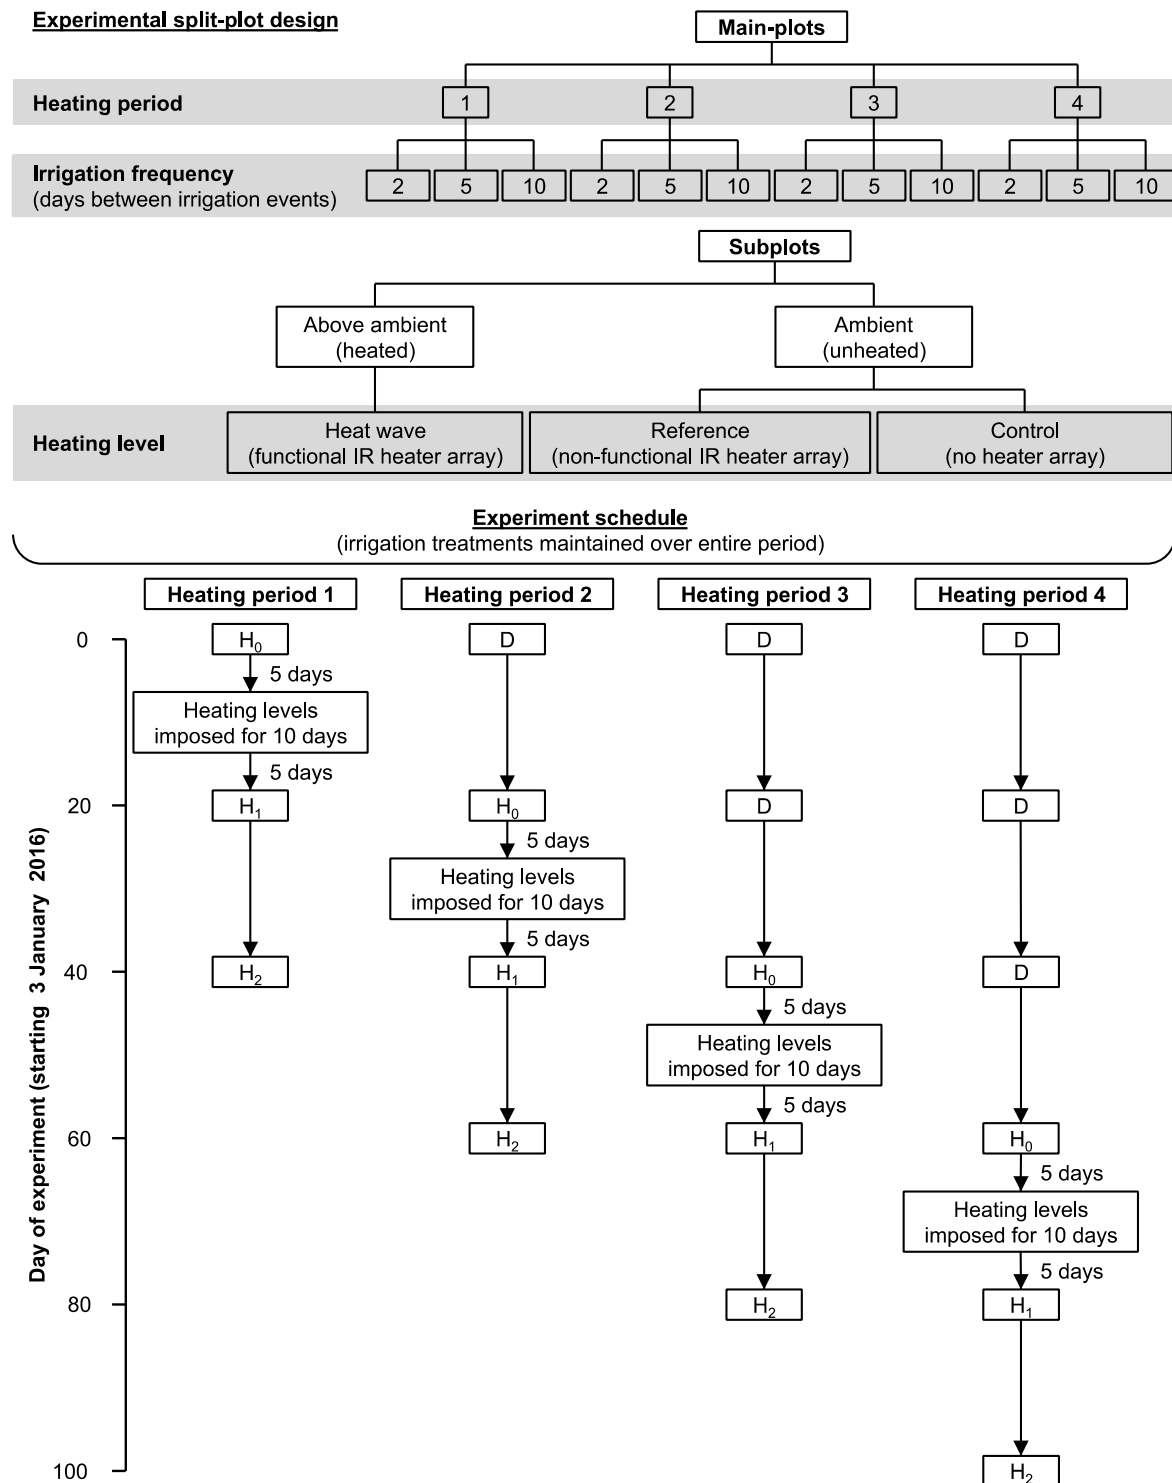 Experimental split-plot design
Main-plots
Heating period
1 2 3 4
Irrigation frequency
(days between irrigation events)
2 5 10 2 5 10 2 5 10 2 5 10
Subplots
Above ambient
(heated)
Ambient
(unheated)
Heating level
Heat wave
(functional IR heater array)
Reference
(non-functional IR heater array)
Control
(no heater array)
Experiment schedule
(irrigation treatments maintained over entire period)
Heating period 1
Heating period 2
Heating period 3
Heating period 4
Day of experiment (starting 3 January 2016)
0
20
40
60
80
100
H₀
5 days
Heating levels
imposed for 10 days
5 days
H₁
H₂
D
H₀
5 days
Heating levels
imposed for 10 days
5 days
H₁
H₂
D
D
H₀
5 days
Heating levels
imposed for 10 days
5 days
H₁
H₂
D
D
D
H₀
5 days
Heating levels
imposed for 10 days
5 days
H₁
H₂